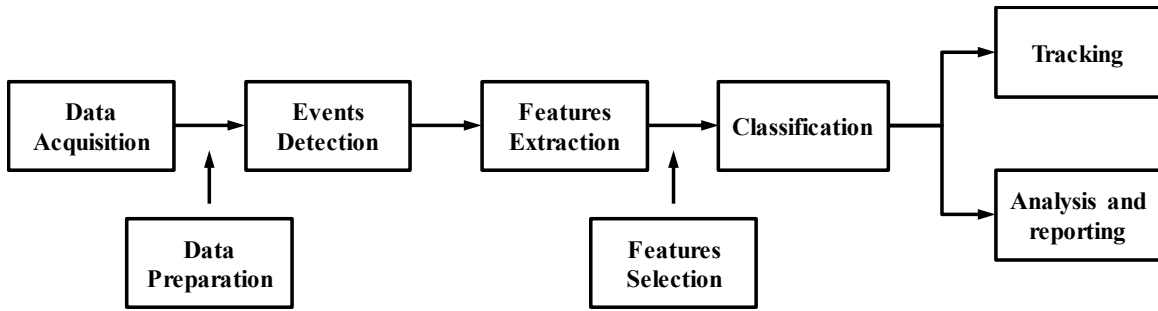 Data
Acquisition
Events
Detection
Features
Extraction
Classification
Tracking
Analysis and
reporting
Data
Preparation
Features
Selection